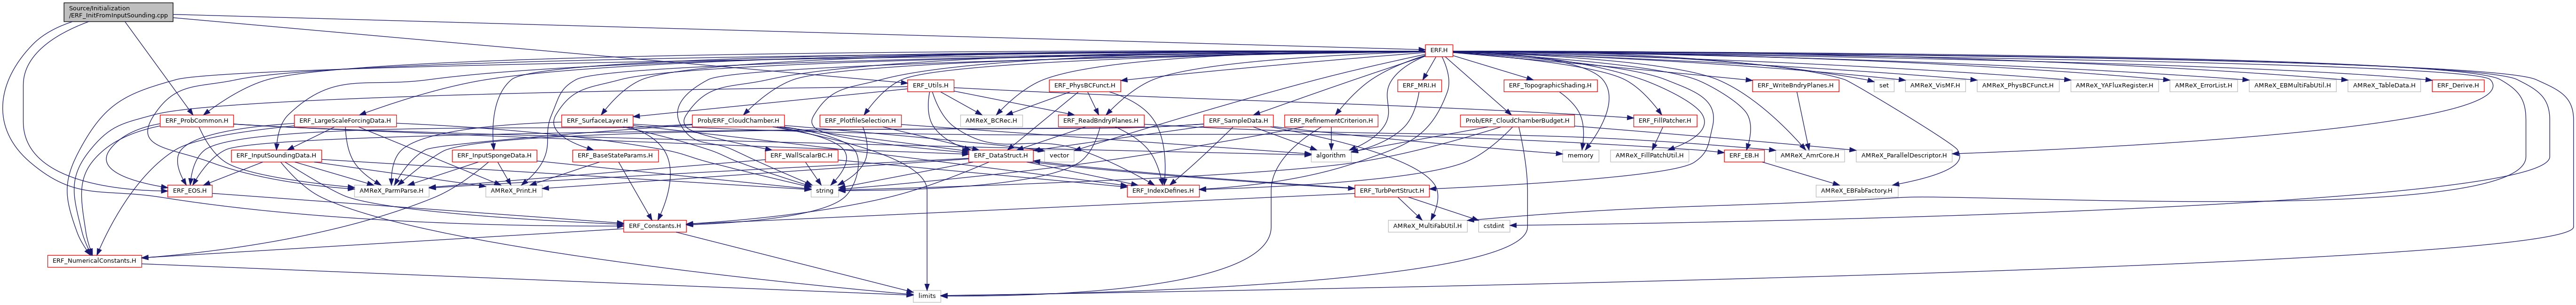 Source/Initialization
/ERF_InitFromInputSounding.cpp
ERF.H
ERF_Utils.H
ERF_PhysBCFunct.H
ERF_MRI.H
ERF_TopographicShading.H
ERF_WriteBndryPlanes.H
set
AMReX_VisMF.H
AMReX_PhysBCFunct.H
AMReX_YAFluxRegister.H
AMReX_ErrorList.H
AMReX_EBMultiFabUtil.H
AMReX_TableData.H
ERF_Derive.H
ERF_ProbCommon.H
ERF_LargeScaleForcingData.H
ERF_SurfaceLayer.H
Prob/ERF_CloudChamber.H
ERF_PlotfileSelection.H
AMReX_BCRec.H
ERF_ReadBndryPlanes.H
ERF_SampleData.H
ERF_RefinementCriterion.H
Prob/ERF_CloudChamberBudget.H
ERF_FillPatcher.H
ERF_InputSoundingData.H
ERF_InputSpongeData.H
ERF_BaseStateParams.H
ERF_WallScalarBC.H
ERF_DataStruct.H
vector
algorithm
memory
AMReX_FillPatchUtil.H
ERF_EB.H
AMReX_AmrCore.H
AMReX_ParallelDescriptor.H
ERF_EOS.H
AMReX_ParmParse.H
AMReX_Print.H
string
ERF_IndexDefines.H
ERF_TurbPertStruct.H
AMReX_EBFabFactory.H
ERF_Constants.H
AMReX_MultiFabUtil.H
cstdint
ERF_NumericalConstants.H
limits